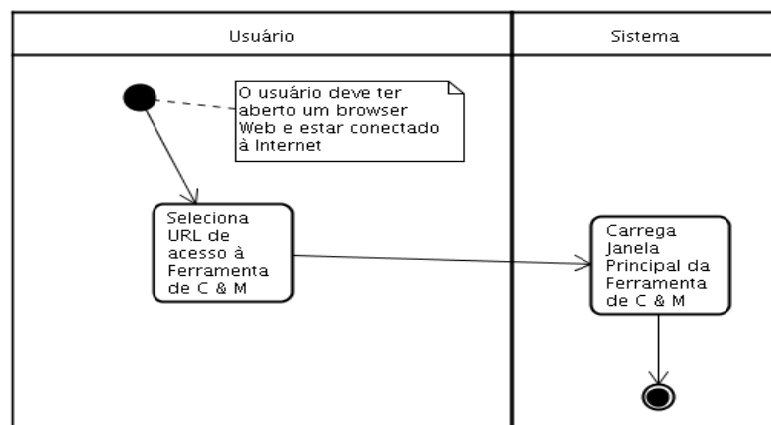 Usuário
Sistema
O usuário deve ter
aberto um browser
Web e estar conectado
à Internet
Seleciona
URL de
acesso à
Ferramenta
de C & M
Carrega
Janela
Principal da
Ferramenta
de C & M